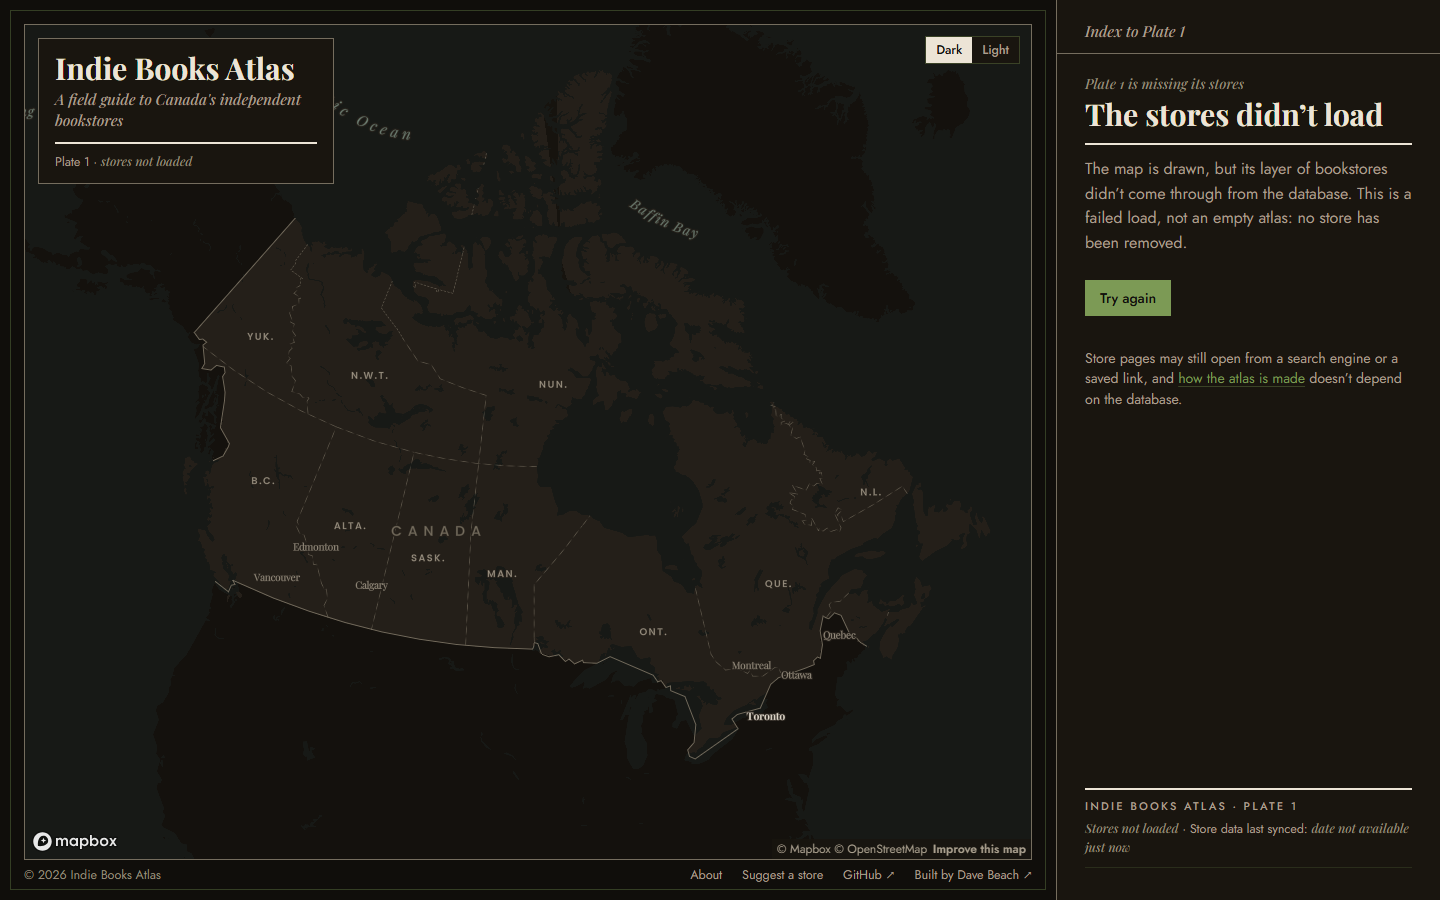 Indie Books Atlas
A field guide to Canada's independent
bookstores
Plate 1 · stores not loaded
Ocean
Baffin Bay
Dark
Light
YUK.
N.W.T.
NUN.
B.C.
ALTA.
CANADA
SASK.
MAN.
Edmonton
Vancouver
Calgary
N.L.
QUE.
ONT.
Quebec
Montreal
Ottawa
Toronto
mapbox
© Mapbox © OpenStreetMap Improve this map
© 2026 Indie Books Atlas
About Suggest a store GitHub ↗ Built by Dave Beach ↗
Index to Plate 1
Plate 1 is missing its stores
The stores didn’t load
The map is drawn, but its layer of bookstores
didn’t come through from the database. This is a
failed load, not an empty atlas: no store has
been removed.
Try again
Store pages may still open from a search engine or a
saved link, and how the atlas is made doesn’t depend
on the database.
INDIE BOOKS ATLAS · PLATE 1
Stores not loaded · Store data last synced: date not available
just now